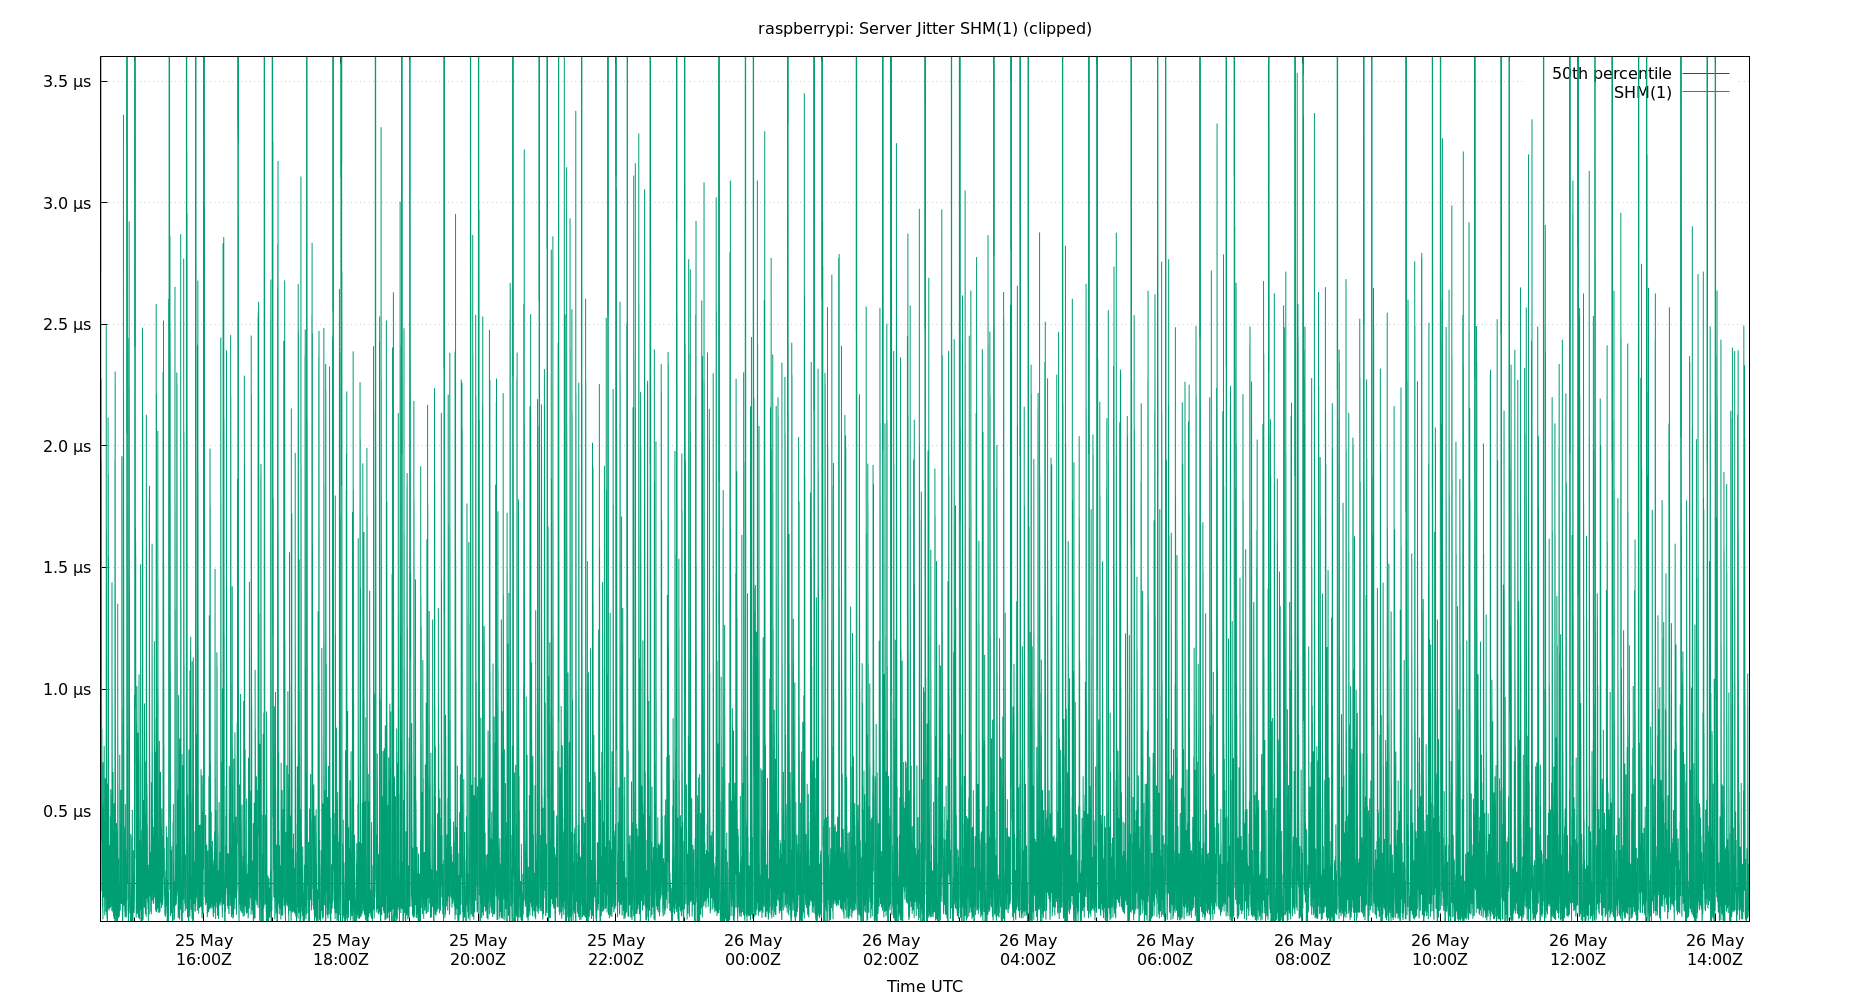 raspberrypi: Server Jitter SHM(1) (clipped)
50th percentile
SHM(1)
3.5 µs
3.0 µs
2.5 µs
2.0 µs
1.5 µs
1.0 µs
0.5 µs
25 May 25 May 25 May 25 May 26 May 26 May 26 May 26 May 26 May 26 May 26 May 26 May
16:00Z 18:00Z 20:00Z 22:00Z 00:00Z 02:00Z 04:00Z 06:00Z 08:00Z 10:00Z 12:00Z 14:00Z
Time UTC